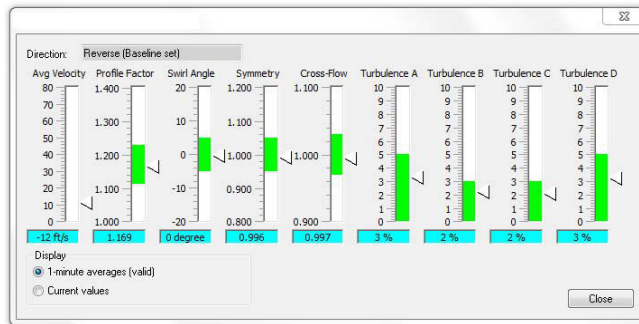 Direction: Reverse (Baseline set)
Avg Velocity Profile Factor Swirl Angle Symmetry Cross-Flow Turbulence A Turbulence B Turbulence C Turbulence D
80 1.400 20 1.200 1.100 10 10 10 10
70 9 9 9 9
60 1.300 10 1.100 8 8 8 8
50 7 7 7 7
40 1.200 0 1.000 1.000 6 6 6 6
30 5 5 5 5
20 1.100 -10 0.900 4 4 4 4
10 3 3 3 3
2 2 2 2
1 1 1 1
0 1.000 -20 0.800 0.900 0 0 0 0
-12 ft/s 1.169 0 degree 0.996 0.997 3 % 2 % 2 % 3 %
Display
1-minute averages (valid)
Current values
Close